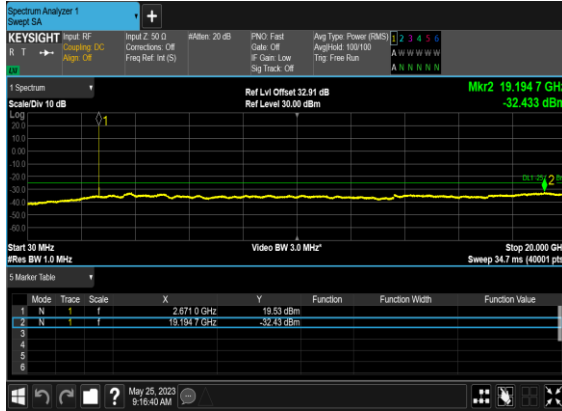 Spectrum Analyzer 1
Swept SA
KEYSIGHT Input: RF Input Z: 50 Ω #Atten: 20 dB PNO: Fast Avg Type: Power (RMS) 1 2 3 4 5 6
R T Coupling: DC Corrections: Off Gate: Off Avg|Hold: 100/100 A W W W W W
Align: Off Freq Ref: Int (S) IF Gain: Low Trig: Free Run
Sig Track: Off A N N N N N
1 Spectrum Ref Lvl Offset 32.91 dB Mkr2 19.194 7 GHz
Scale/Div 10 dB Ref Level 30.00 dBm -32.433 dBm
Log
20.0 1
10.0
0.00
-10.0
-20.0 2
-30.0
-40.0
-50.0
-60.0
Start 30 MHz Video BW 3.0 MHz* Stop 20.000 GHz
#Res BW 1.0 MHz Sweep 34.7 ms (40001 pts)
5 Marker Table
Mode Trace Scale X Y Function Function Width Function Value
1 N 1 f 2.671 0 GHz 19.53 dBm
2 N 1 f 19.194 7 GHz -32.43 dBm
3
4
5
6
May 25, 2023
9:16:40 AM